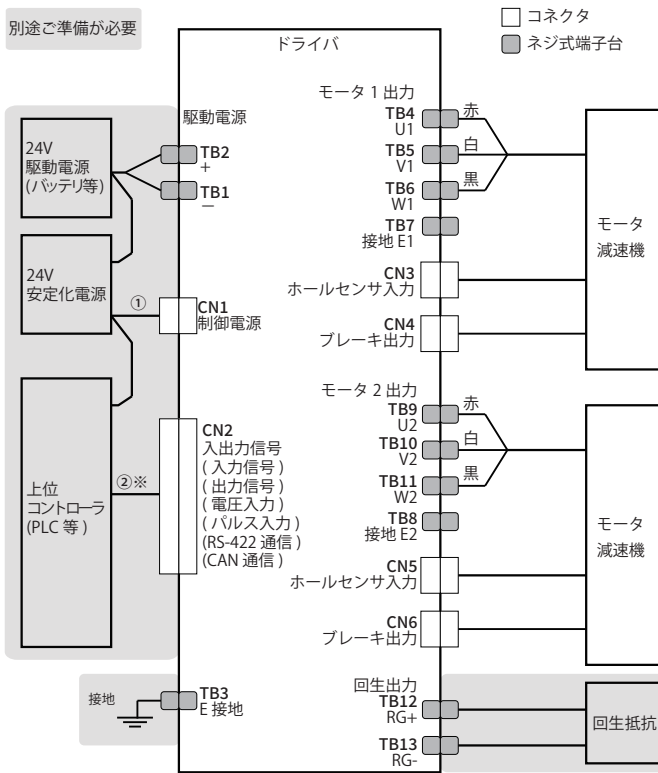 別途ご準備が必要
コネクタ
ネジ式端子台
ドライバ
駆動電源
TB2
+
TB1
—
24V
駆動電源
(バッテリ等)
24V
安定化電源
①
CN1
制御電源
上位
コントローラ
(PLC 等 )
②※
CN2
入出力信号
( 入力信号 )
( 出力信号 )
( 電圧入力 )
( パルス入力 )
(RS-422 通信 )
(CAN 通信 )
接地
TB3
E 接地
モータ 1 出力
TB4
U1
赤
TB5
V1
白
TB6
W1
黒
TB7
接地 E1
CN3
ホールセンサ入力
CN4
ブレーキ出力
モータ
減速機
モータ 2 出力
TB9
U2
赤
TB10
V2
白
TB11
W2
黒
TB8
接地 E2
CN5
ホールセンサ入力
CN6
ブレーキ出力
モータ
減速機
回生出力
TB12
RG+
TB13
RG-
回生抵抗